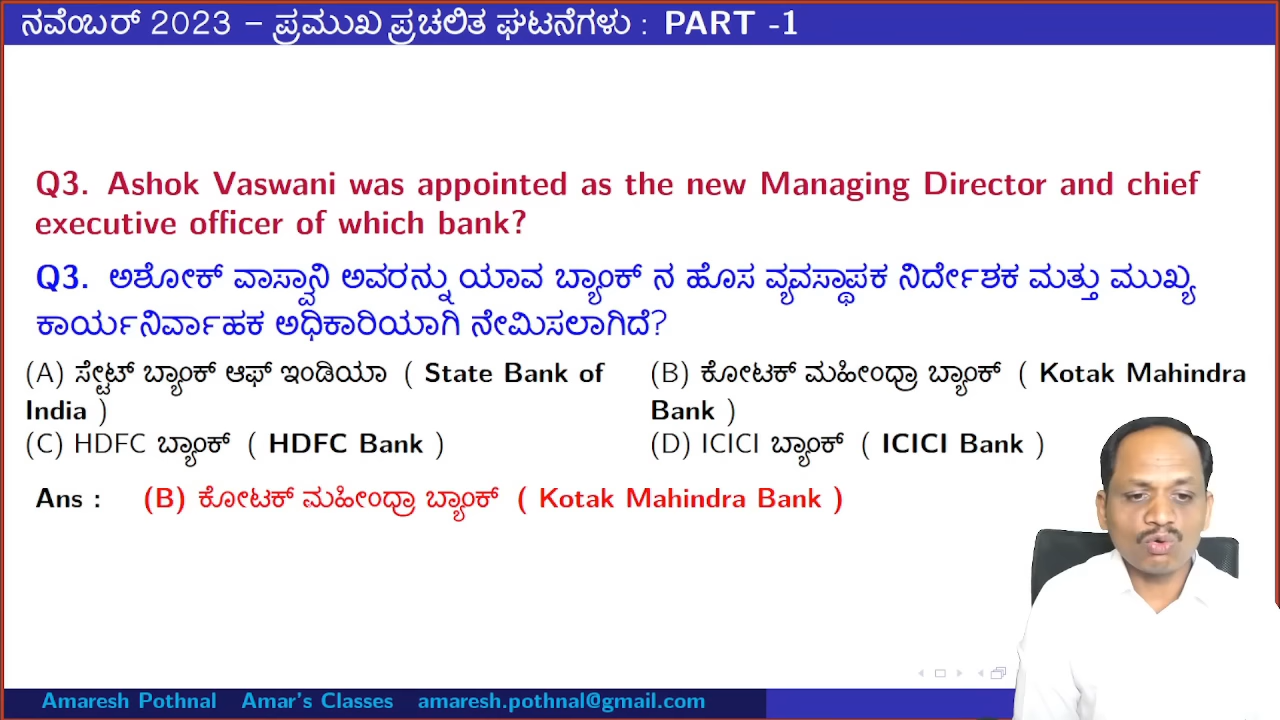 ನವೆಂಬರ್ 2023 – ಪ್ರಮುಖ ಪ್ರಚಲಿತ ಘಟನೆಗಳು : PART -1
Q3. Ashok Vaswani was appointed as the new Managing Director and chief
executive officer of which bank?
Q3. ಅಶೋಕ್ ವಾಸ್ವಾನಿ ಅವರನ್ನು ಯಾವ ಬ್ಯಾಂಕ್ ನ ಹೊಸ ವ್ಯವಸ್ಥಾಪಕ ನಿರ್ದೇಶಕ ಮತ್ತು ಮುಖ್ಯ
ಕಾರ್ಯನಿರ್ವಾಹಕ ಅಧಿಕಾರಿಯಾಗಿ ನೇಮಿಸಲಾಗಿದೆ?
(A) ಸ್ಟೇಟ್ ಬ್ಯಾಂಕ್ ಆಫ್ ಇಂಡಿಯಾ ( State Bank of
India )
(B) ಕೋಟಕ್ ಮಹೀಂದ್ರಾ ಬ್ಯಾಂಕ್ ( Kotak Mahindra
Bank )
(C) HDFC ಬ್ಯಾಂಕ್ ( HDFC Bank )
(D) ICICI ಬ್ಯಾಂಕ್ ( ICICI Bank )
Ans : (B) ಕೋಟಕ್ ಮಹೀಂದ್ರಾ ಬ್ಯಾಂಕ್ ( Kotak Mahindra Bank )
Amaresh Pothnal Amar's Classes amaresh.pothnal@gmail.com